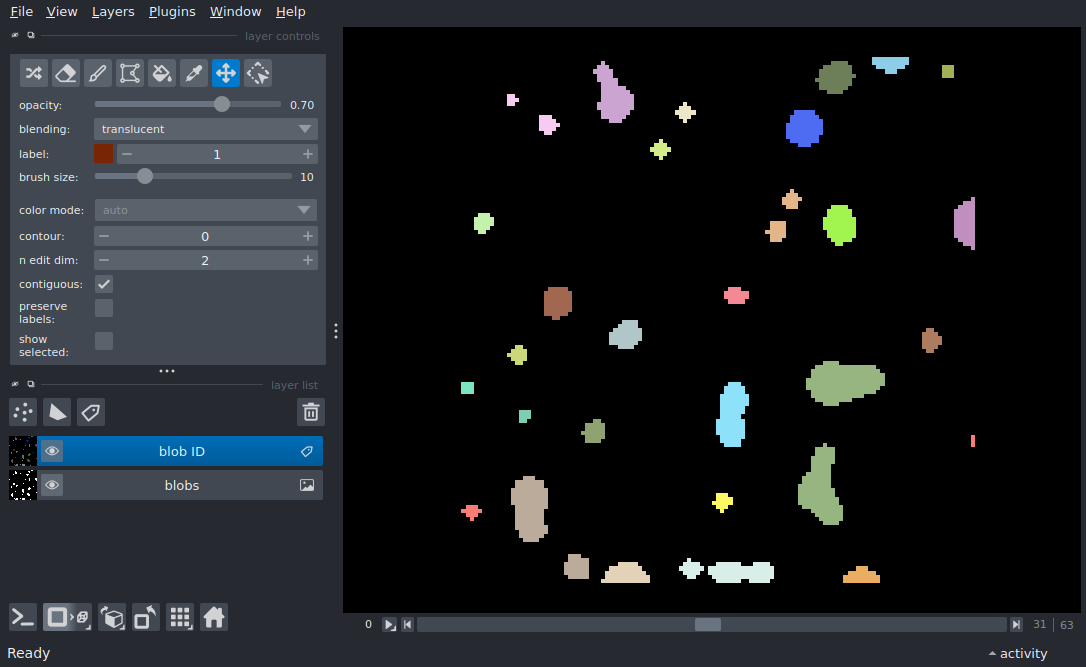 File View Layers Plugins Window Help
layer controls
opacity: 0.70
blending: translucent
label: 1
brush size: 10
color mode: auto
contour: 0
n edit dim: 2
contiguous:
preserve
labels:
show
selected:
layer list
blob ID
blobs
0 31 63
Ready activity